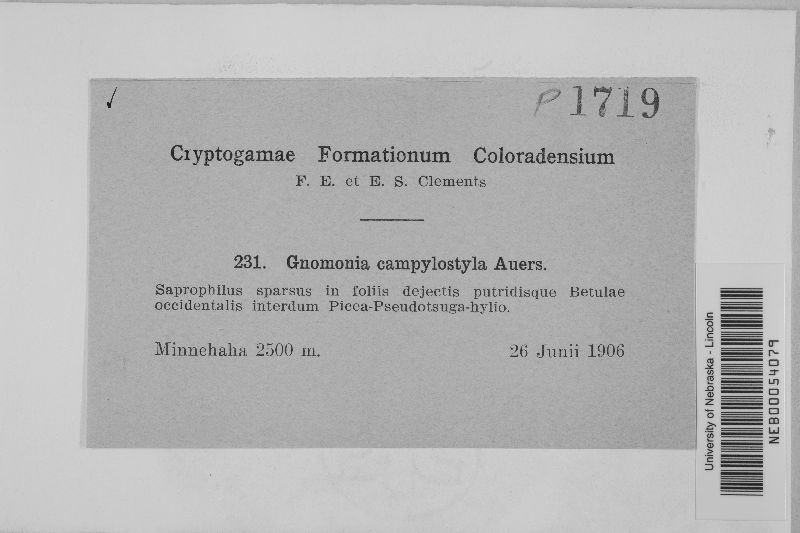 P 1719
Cryptogamae Formationum Coloradensium
F. E. et E. S. Clements
231. Gnomonia campylostyla Auers.
Saprophilus sparsus in foliis dejectis putridisque Betulae
occidentalis interdum Picea-Pseudotsuga-hylio.
Minnehaha 2500 m. 26 Junii 1906
University of Nebraska - Lincoln
NEB00054079